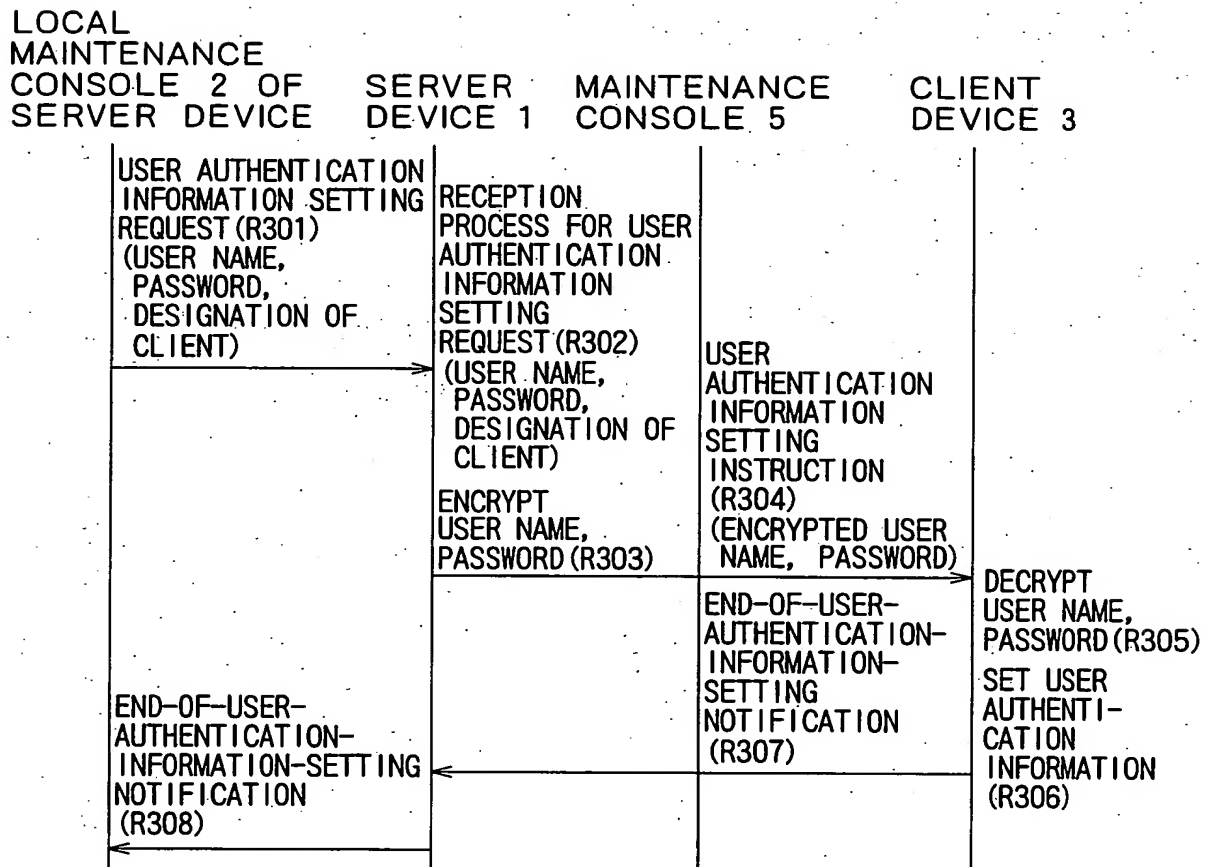 LOCAL
MAINTENANCE
CONSOLE 2 OF
SERVER DEVICE
SERVER
DEVICE 1
MAINTENANCE
CONSOLE 5
CLIENT
DEVICE 3
USER AUTHENTICATION
INFORMATION SETTING
REQUEST(R301)
(USER NAME,
PASSWORD,
DESIGNATION OF
CLIENT)
RECEPTION
PROCESS FOR USER
AUTHENTICATION
INFORMATION
SETTING
REQUEST(R302)
(USER NAME,
PASSWORD,
DESIGNATION OF
CLIENT)
ENCRYPT
USER NAME,
PASSWORD(R303)
USER
AUTHENTICATION
INFORMATION
SETTING
INSTRUCTION
(R304)
(ENCRYPTED USER
NAME, PASSWORD)
DECRYPT
USER NAME,
PASSWORD(R305)
SET USER
AUTHENTI-
CATION
INFORMATION
(R306)
END-OF-USER-
AUTHENTICATION-
INFORMATION-
SETTING
NOTIFICATION
(R307)
END-OF-USER-
AUTHENTICATION-
INFORMATION-SETTING
NOTIFICATION
(R308)